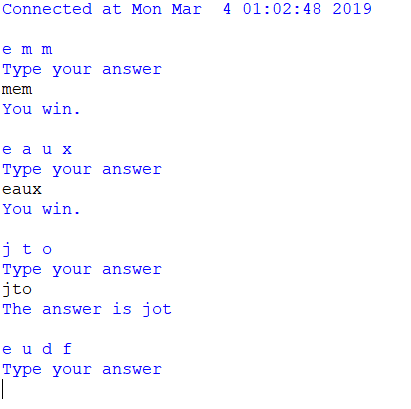 Connected at Mon Mar  4 01:02:48 2019
e m m
Type your answer
mem
You win.
e a u x
Type your answer
eaux
You win.
j t o
Type your answer
jto
The answer is jot
e u d f
Type your answer